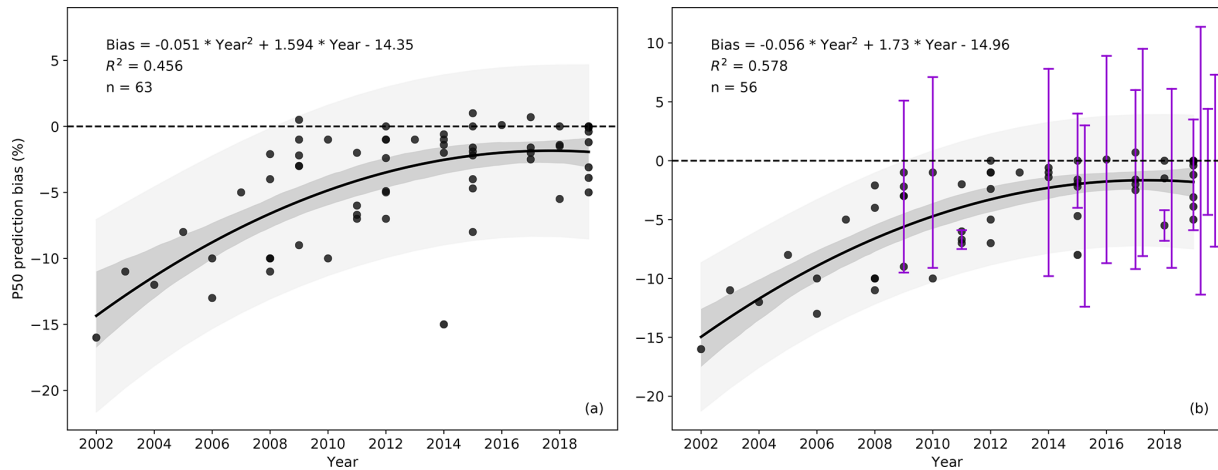 Bias = -0.051 * Year² + 1.594 * Year - 14.35
R² = 0.456
n = 63
5
0
−5
−10
−15
−20
P50 prediction bias (%)
2002 2004 2006 2008 2010 2012 2014 2016 2018
Year
(a)
Bias = -0.056 * Year² + 1.73 * Year - 14.96
R² = 0.578
n = 56
10
5
0
−5
−10
−15
−20
2002 2004 2006 2008 2010 2012 2014 2016 2018
Year
(b)